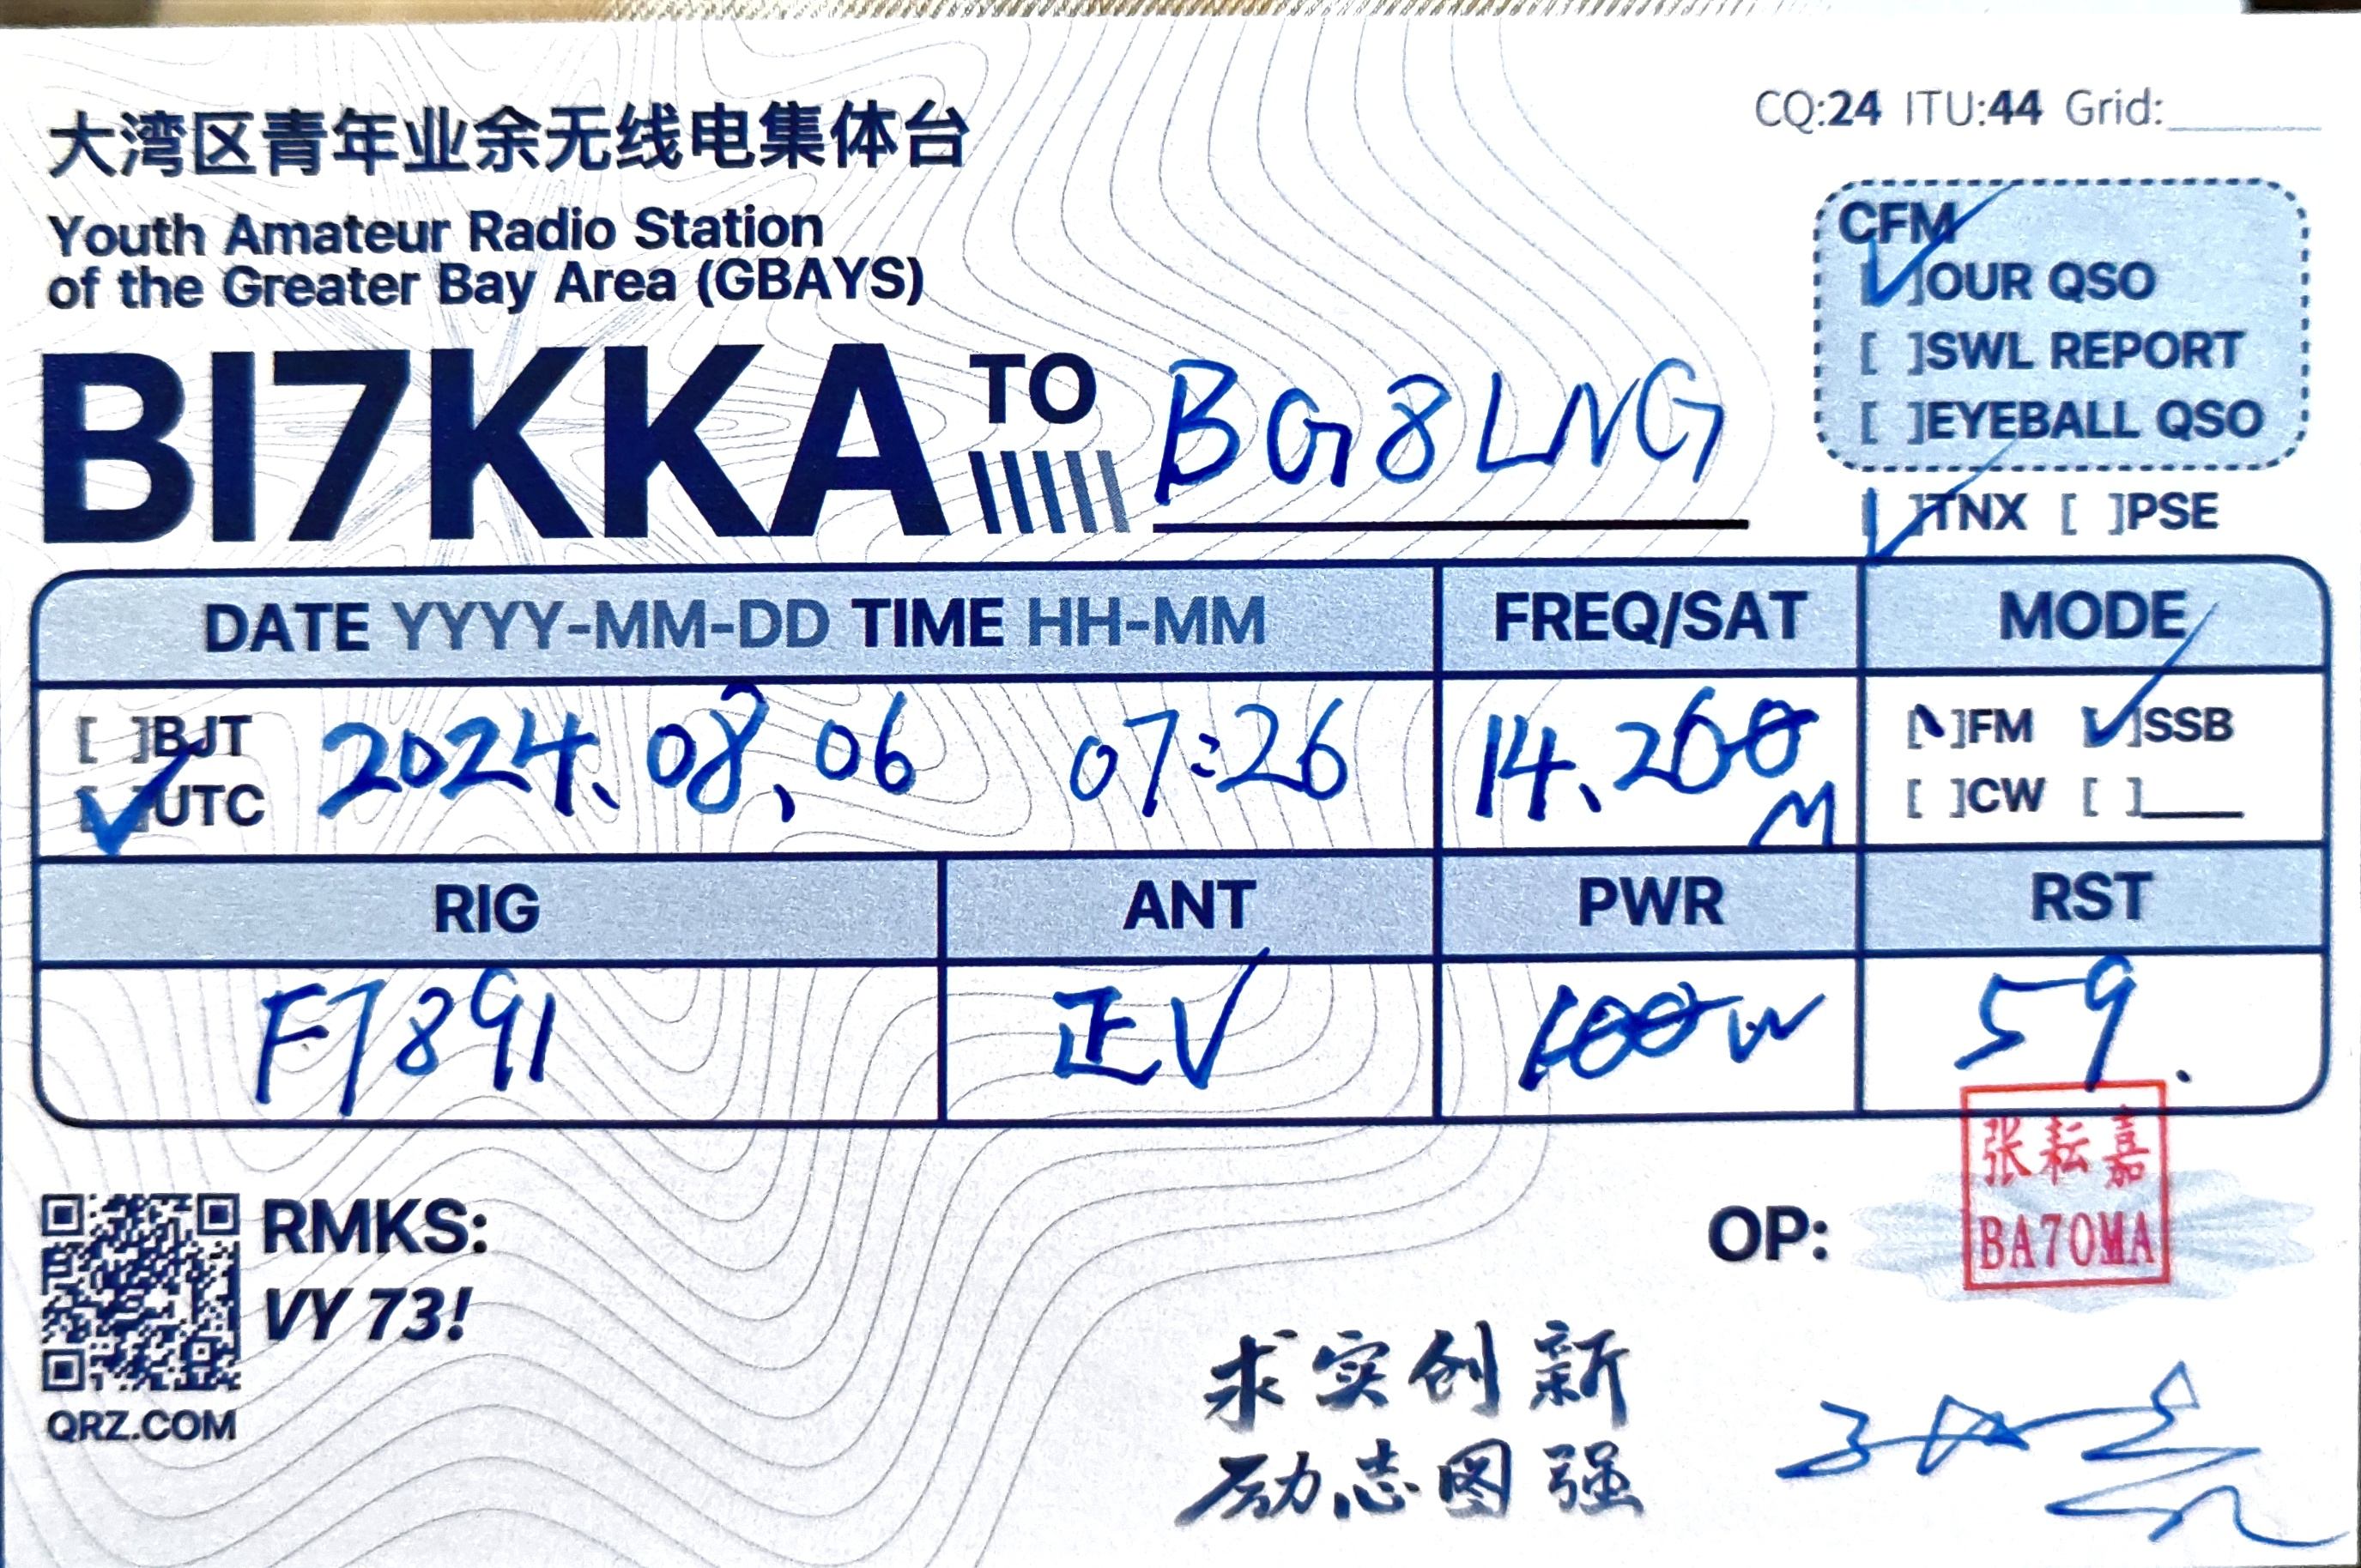 大湾区青年业余无线电集体台
CQ:24 ITU:44 Grid:
Youth Amateur Radio Station
of the Greater Bay Area (GBAYS)
BI7KKA TO BG8LNG
CFM
[✓]OUR QSO
[ ]SWL REPORT
[ ]EYEBALL QSO
[✓]TNX [ ]PSE
DATE YYYY-MM-DD TIME HH-MM FREQ/SAT MODE
[ ]BJT
[✓]UTC
2024.08.06 07:26
14.260 M
[ ]FM [✓]SSB
[ ]CW [ ]
RIG ANT PWR RST
FT891 正V 100W 59.
RMKS:
VY 73!
QRZ.COM
OP:
张耘嘉
BA7OMA
求实创新
励志图强